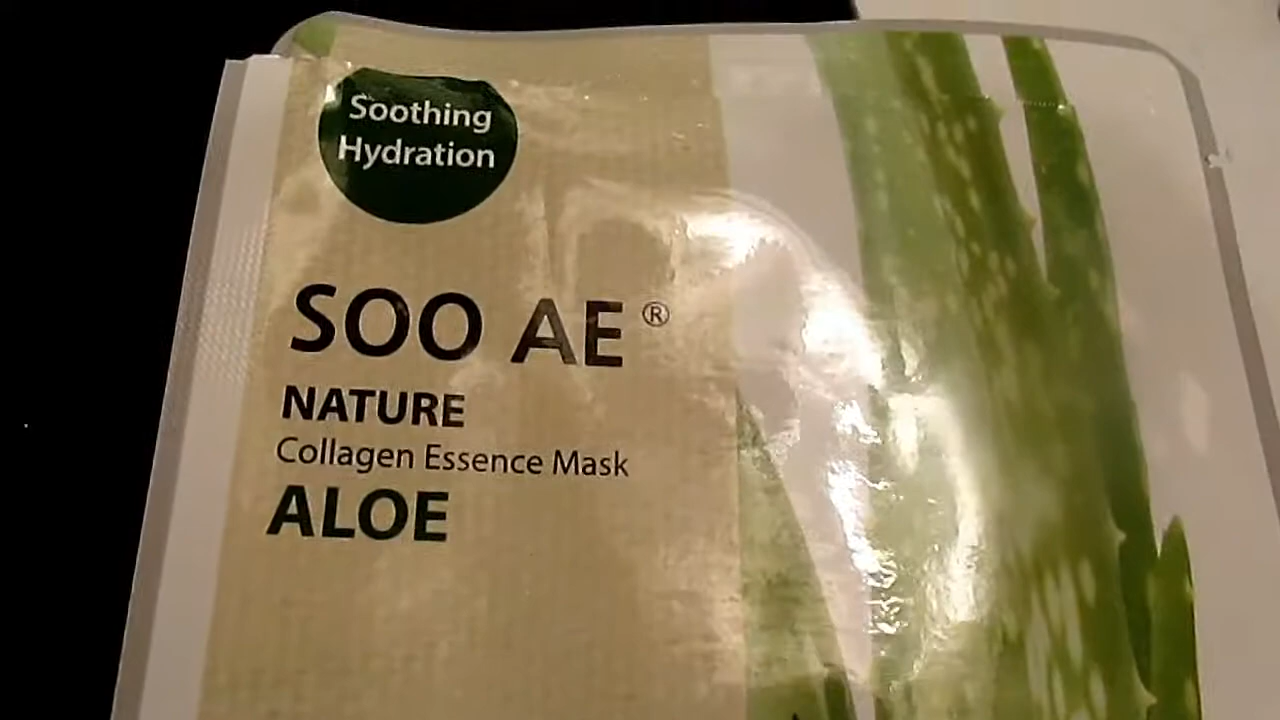 Soothing
Hydration
SOO AE®
NATURE
Collagen Essence Mask
ALOE